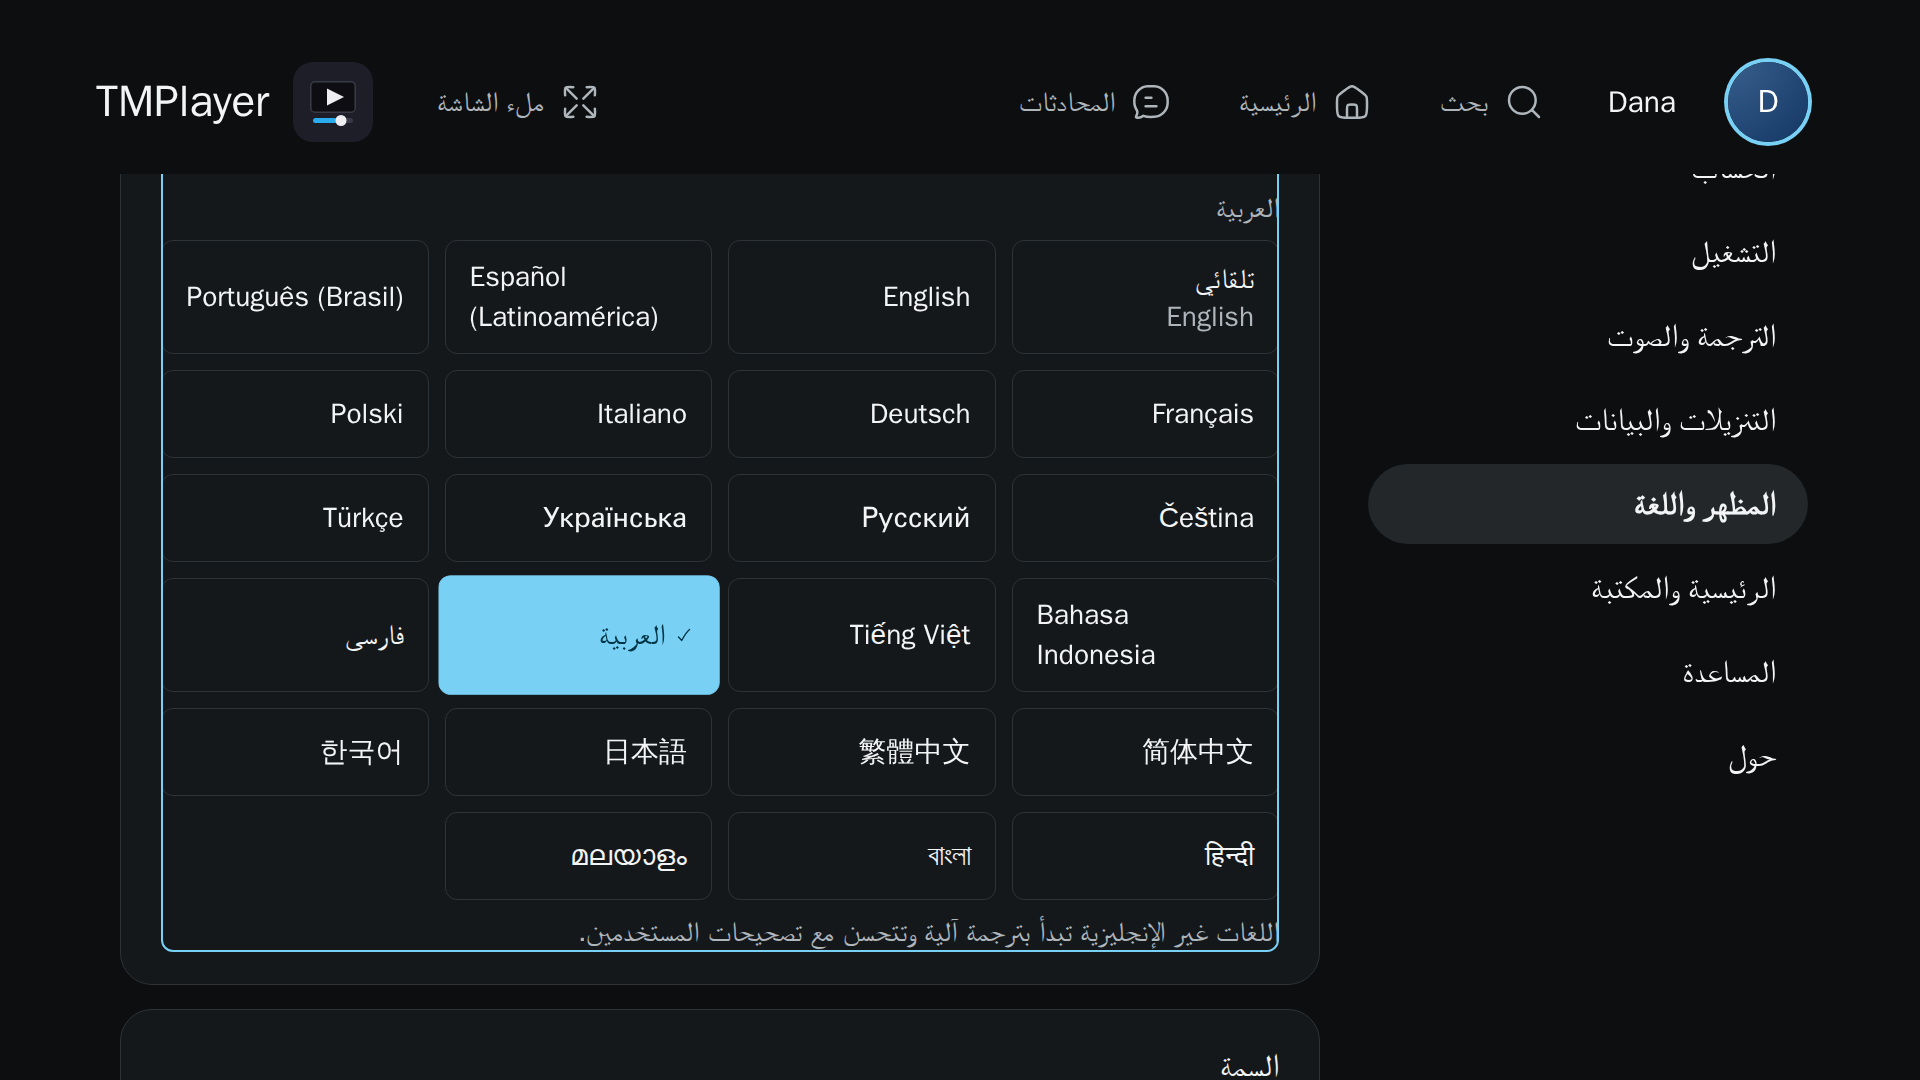 D
Dana
بحث
الرئيسية
المحادثات
ملء الشاشة
TMPlayer
التشغيل
الترجمة والصوت
التنزيلات والبيانات
المظهر واللغة
الرئيسية والمكتبة
المساعدة
حول
العربية
تلقائي
English
English
Español
(Latinoamérica)
Português (Brasil)
Français
Deutsch
Italiano
Polski
Čeština
Русский
Українська
Türkçe
Bahasa
Indonesia
Tiếng Việt
✓ العربية
فارسی
简体中文
繁體中文
日本語
한국어
हिन्दी
বাংলা
മലയാളം
اللغات غير الإنجليزية تبدأ بترجمة آلية وتتحسن مع تصحيحات المستخدمين.
السمة